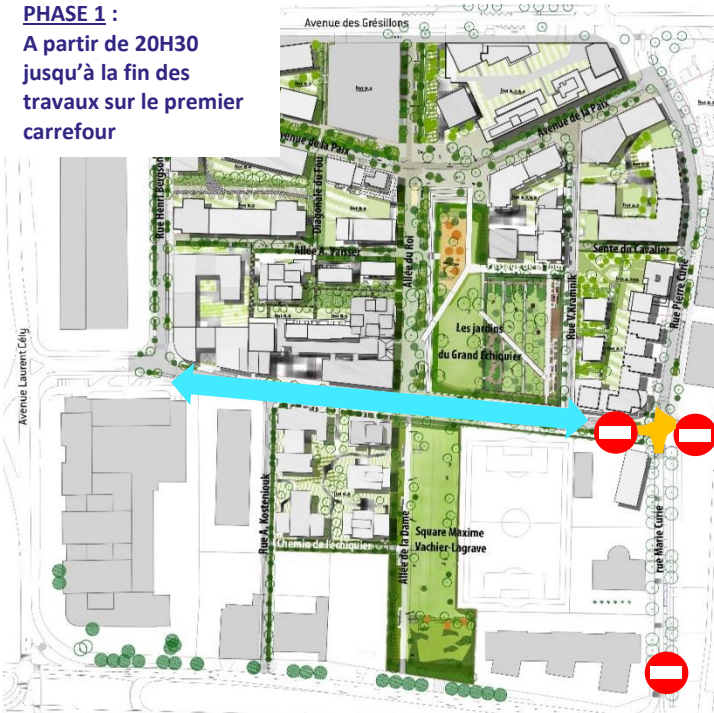 PHASE 1 :
A partir de 20H30
jusqu'à la fin des
travaux sur le premier
carrefour
Avenue des Grésillons
Avenue de la Paix
Avenue de la Paix
Rue Henri Bergson
Diagonale du Fou
Allée A. Vaisser
Allée du Roi
Sente du Cavalier
Rue Pierre Curie
Rue V.Kramnik
Les jardins
du Grand Échiquier
Avenue Laurent Cély
Rue A. Kosteniouk
Chemin de l'échiquier
Allée de la Dame
Square Maxime
Vachier-Lagrave
rue Marie Curie